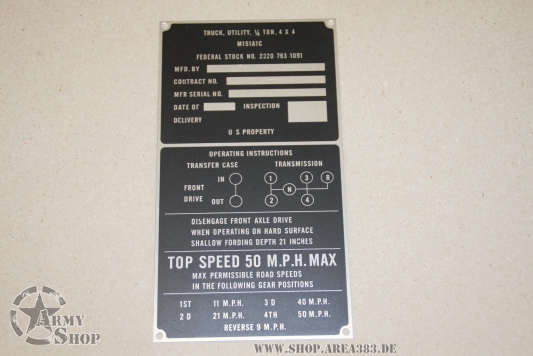 TRUCK, UTILITY, ¼ TON, 4 X 4
M151A1C
FEDERAL STOCK NO. 2320-763-1091
MFD. BY
CONTRACT NO.
MFR SERIAL NO.
DATE OF INSPECTION
DELIVERY
U S PROPERTY
OPERATING INSTRUCTIONS
TRANSFER CASE TRANSMISSION
IN 1 3 R
FRONT
DRIVE N
OUT 2 4
DISENGAGE FRONT AXLE DRIVE
WHEN OPERATING ON HARD SURFACE
SHALLOW FORDING DEPTH 21 INCHES
TOP SPEED 50 M.P.H. MAX
MAX PERMISSIBLE ROAD SPEEDS
IN THE FOLLOWING GEAR POSITIONS
1ST 11 M.P.H. 3 D 40 M.P.H.
2 D 21 M.P.H. 4TH 50 M.P.H.
REVERSE 9 M.P.H.
ARMY
SHOP
WWW.SHOP.AREA383.DE